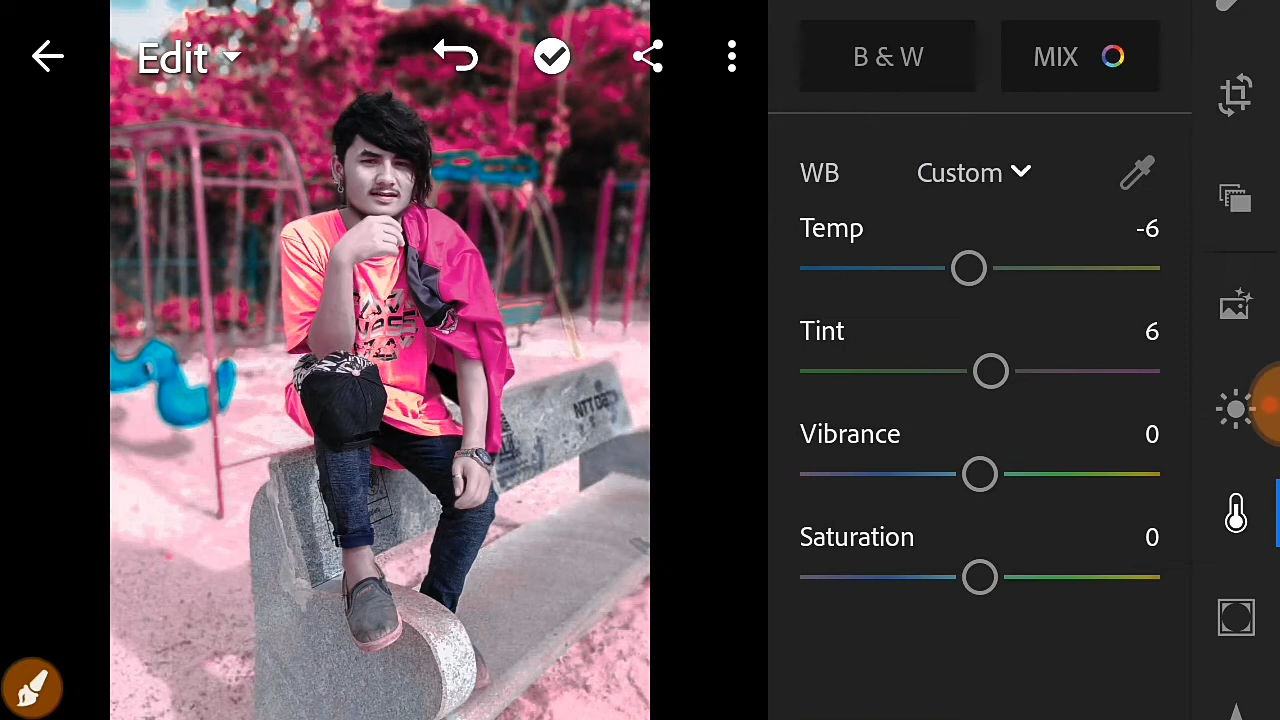 Edit
B & W
MIX
WB
Custom
Temp
-6
Tint
6
Vibrance
0
Saturation
0